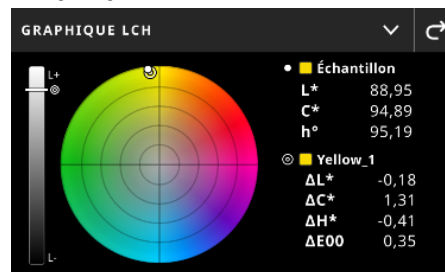 GRAPHIQUE LCH
L+
L-
Échantillon
L* 88,95
C* 94,89
h° 95,19
Yellow_1
ΔL* -0,18
ΔC* 1,31
ΔH* -0,41
ΔE00 0,35